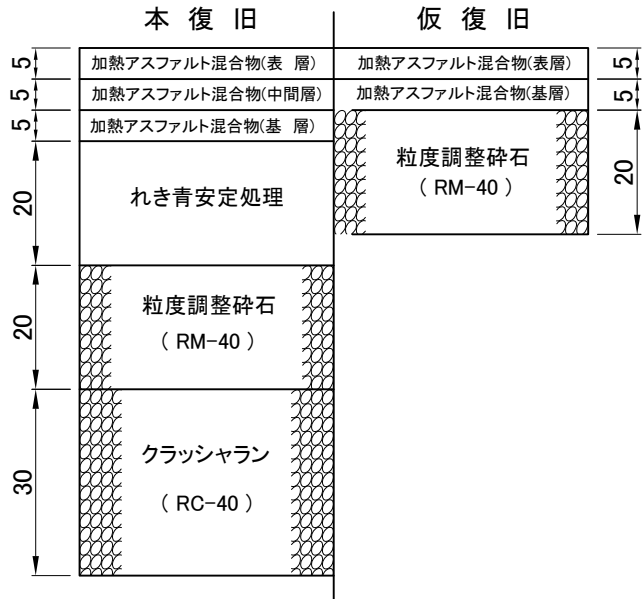 本 復 旧
仮 復 旧
5
加熱アスファルト混合物(表 層)
加熱アスファルト混合物(表層)
5
5
加熱アスファルト混合物(中間層)
加熱アスファルト混合物(基層)
5
5
加熱アスファルト混合物(基 層)
20
れき青安定処理
粒度調整砕石
( RM-40 )
20
20
粒度調整砕石
( RM-40 )
30
クラッシャラン
( RC-40 )